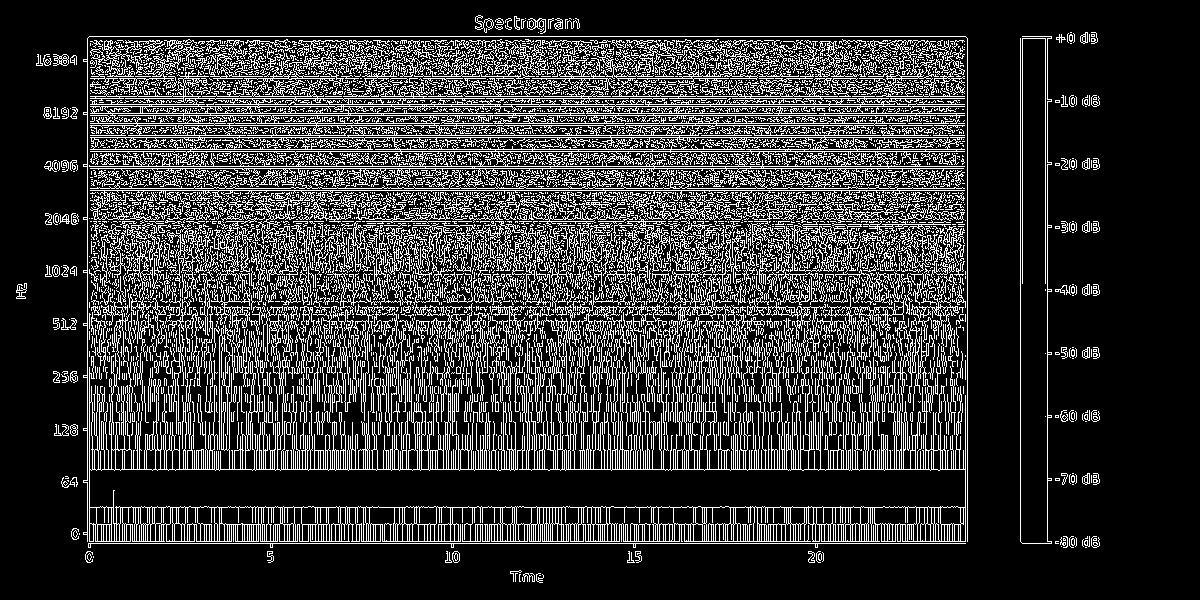 Spectrogram
+0 dB
16384
-10 dB
8192
-20 dB
4096
-30 dB
2048
1024
Hz
-40 dB
512
-50 dB
256
-60 dB
128
64
-70 dB
0
-80 dB
0 5 10 15 20
Time